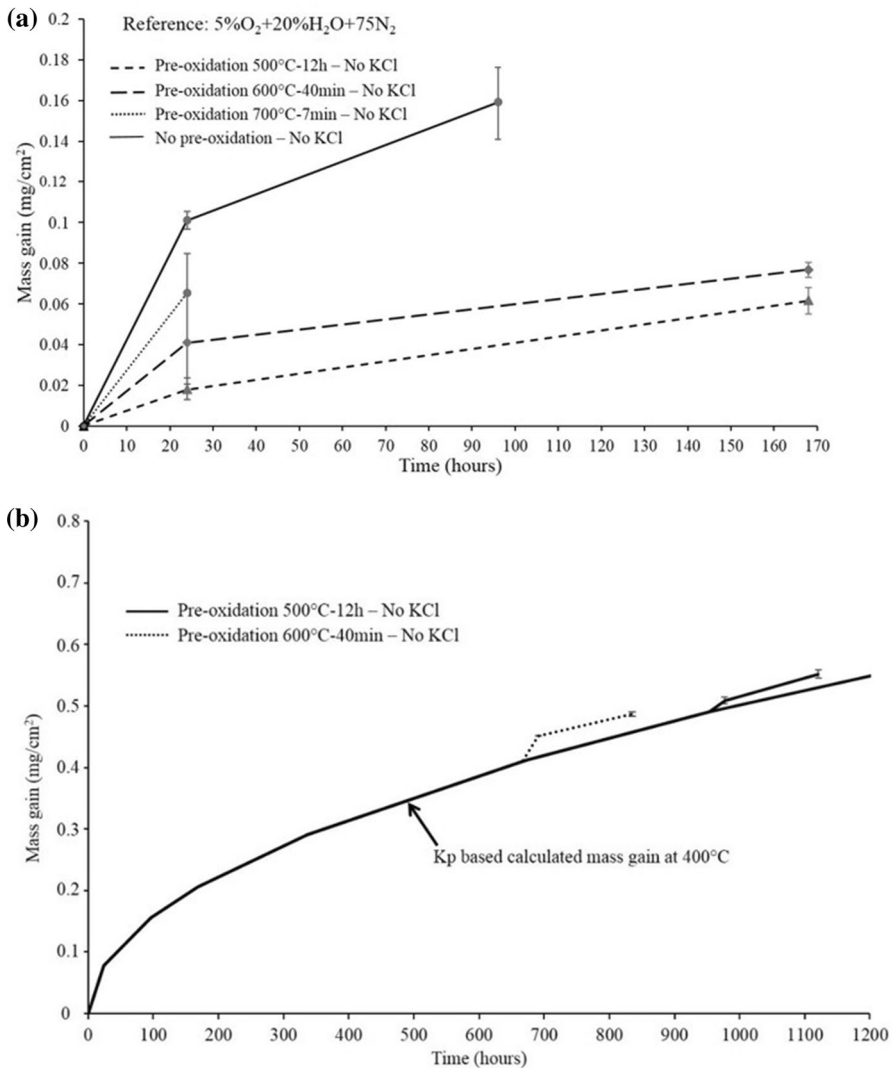 (a)
Reference: 5%O₂+20%H₂O+75N₂
Pre-oxidation 500°C-12h – No KCl
Pre-oxidation 600°C-40min – No KCl
Pre-oxidation 700°C-7min – No KCl
No pre-oxidation – No KCl
Mass gain (mg/cm²)
0.2
0.18
0.16
0.14
0.12
0.1
0.08
0.06
0.04
0.02
0
0 10 20 30 40 50 60 70 80 90 100 110 120 130 140 150 160 170
Time (hours)
(b)
Pre-oxidation 500°C-12h – No KCl
Pre-oxidation 600°C-40min – No KCl
Mass gain (mg/cm²)
0.8
0.7
0.6
0.5
0.4
0.3
0.2
0.1
0
Kp based calculated mass gain at 400°C
0 100 200 300 400 500 600 700 800 900 1000 1100 1200
Time (hours)